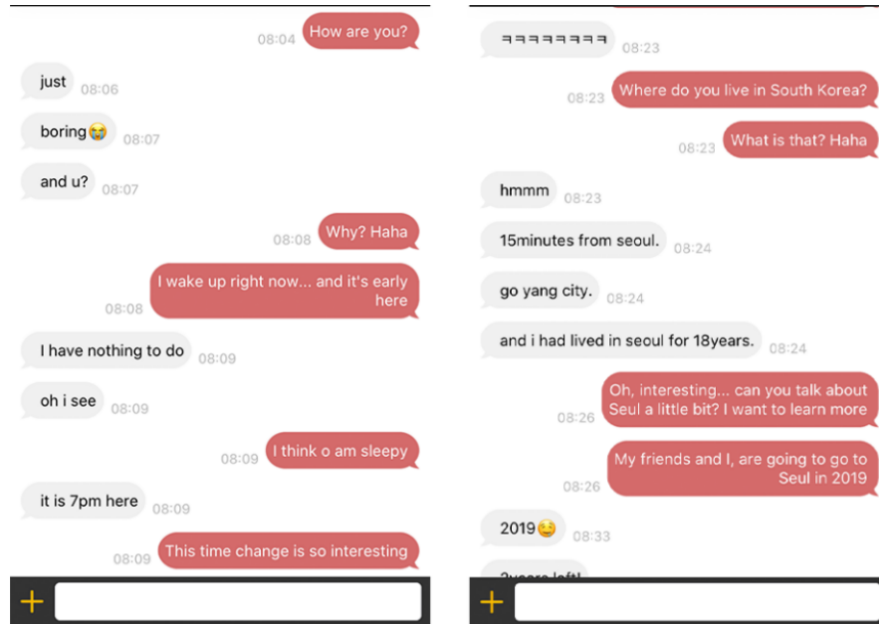 How are you?
08:04
just
08:06
boring😭
08:07
and u?
08:07
Why? Haha
08:08
I wake up right now... and it's early
here
08:08
I have nothing to do
08:09
oh i see
08:09
I think o am sleepy
08:09
it is 7pm here
08:09
This time change is so interesting
08:09
ㅋㅋㅋㅋㅋㅋㅋㅋ
08:23
Where do you live in South Korea?
08:23
What is that? Haha
08:23
hmmm
08:23
15minutes from seoul.
08:24
go yang city.
08:24
and i had lived in seoul for 18years.
08:24
Oh, interesting... can you talk about
Seul a little bit? I want to learn more
08:26
My friends and I, are going to go to
Seul in 2019
08:26
2019😆
08:33
2years left!